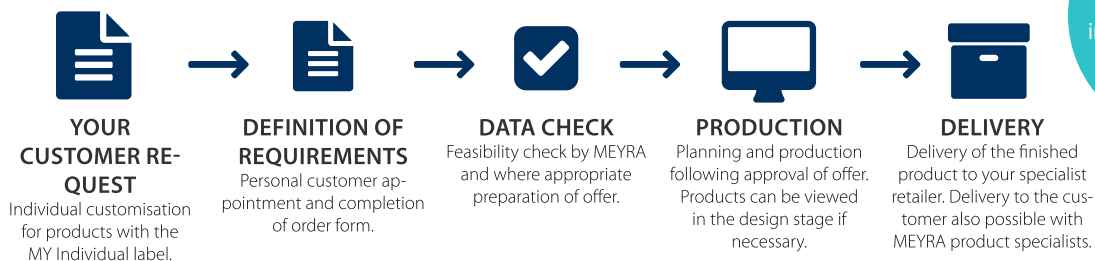 YOUR
CUSTOMER RE-
QUEST
Individual customisation
for products with the
MY Individual label.
DEFINITION OF
REQUIREMENTS
Personal customer ap-
pointment and completion
of order form.
DATA CHECK
Feasibility check by MEYRA
and where appropriate
preparation of offer.
PRODUCTION
Planning and production
following approval of offer.
Products can be viewed
in the design stage if
necessary.
DELIVERY
Delivery of the finished
product to your specialist
retailer. Delivery to the cus-
tomer also possible with
MEYRA product specialists.